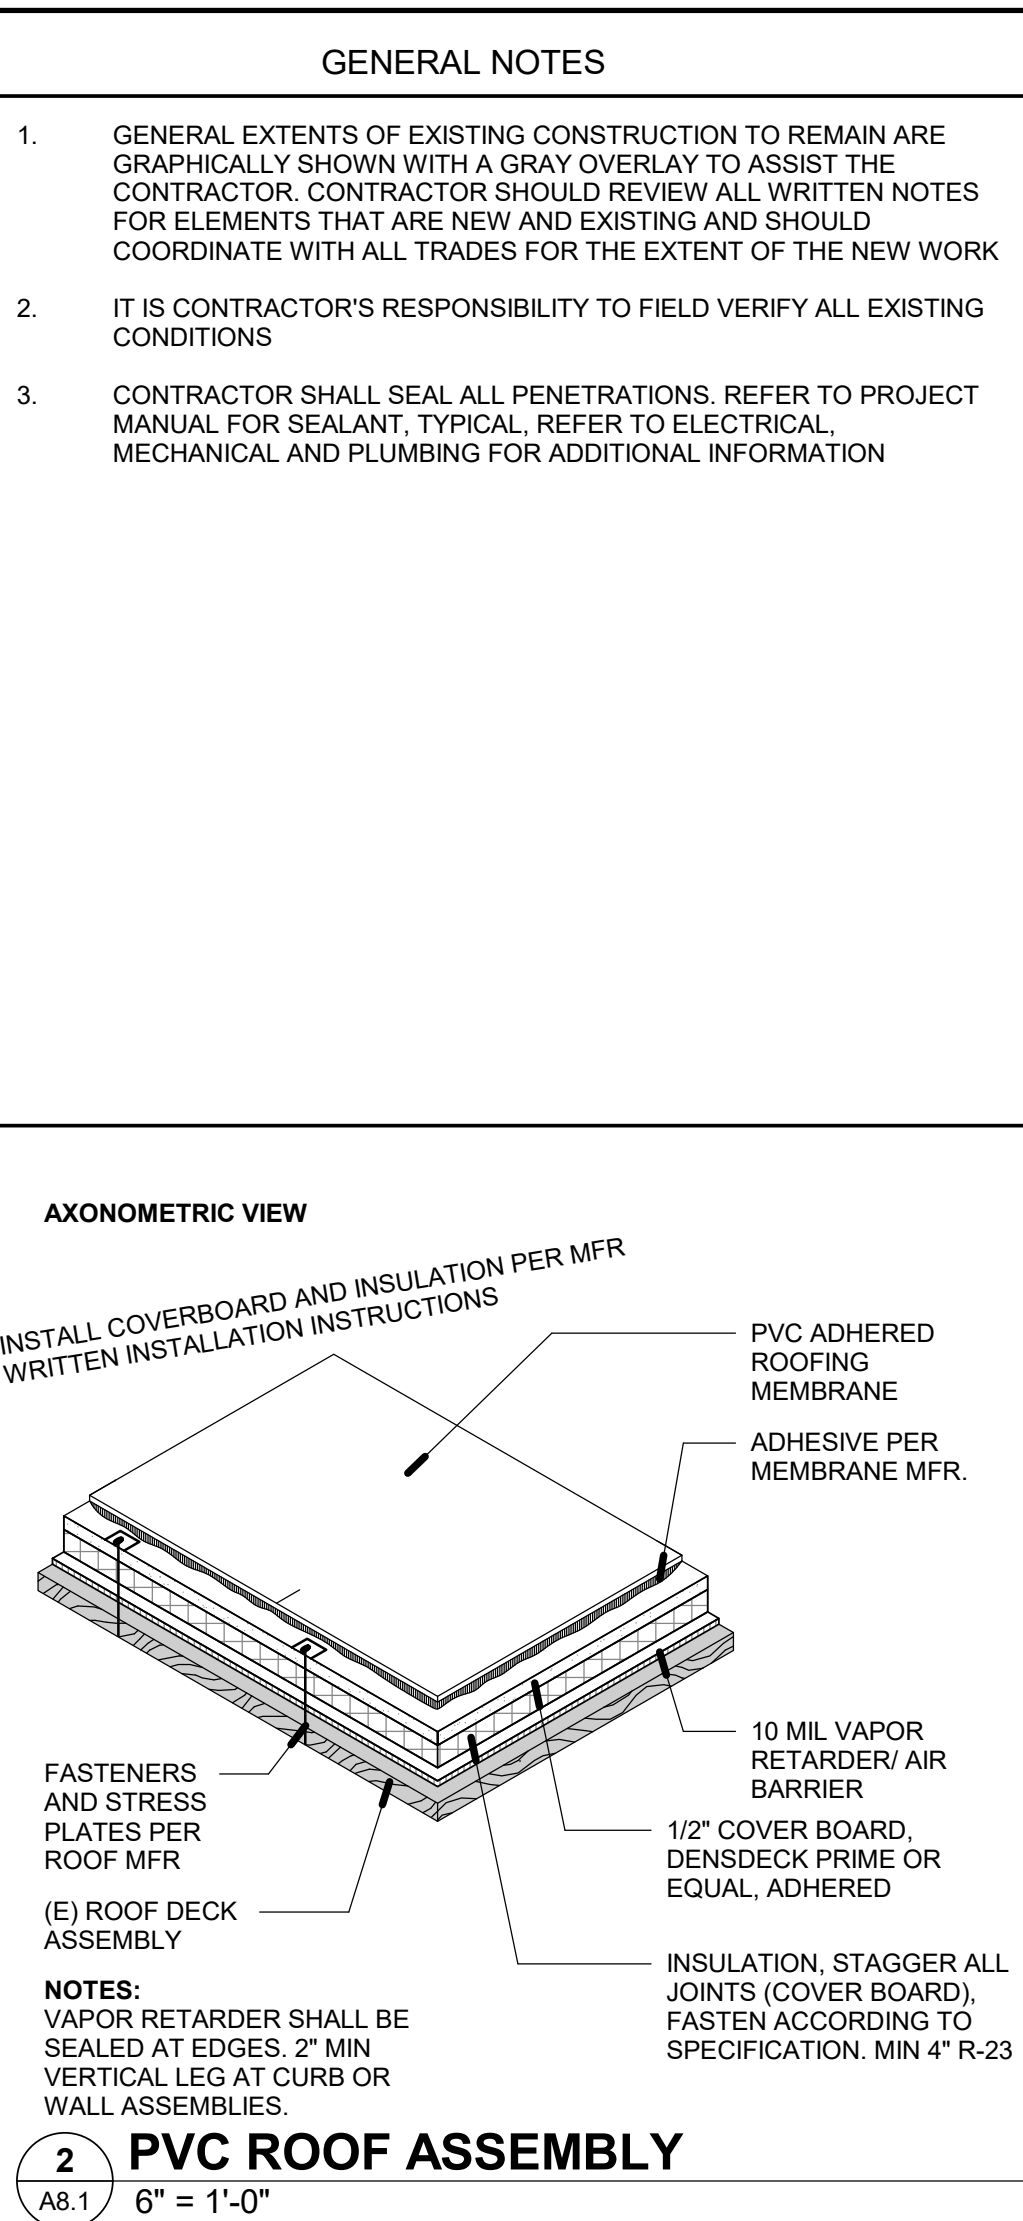 GENERAL NOTES
1. GENERAL EXTENTS OF EXISTING CONSTRUCTION TO REMAIN ARE
GRAPHICALLY SHOWN WITH A GRAY OVERLAY TO ASSIST THE
CONTRACTOR. CONTRACTOR SHOULD REVIEW ALL WRITTEN NOTES
FOR ELEMENTS THAT ARE NEW AND EXISTING AND SHOULD
COORDINATE WITH ALL TRADES FOR THE EXTENT OF THE NEW WORK
2. IT IS CONTRACTOR'S RESPONSIBILITY TO FIELD VERIFY ALL EXISTING
CONDITIONS
3. CONTRACTOR SHALL SEAL ALL PENETRATIONS. REFER TO PROJECT
MANUAL FOR SEALANT, TYPICAL, REFER TO ELECTRICAL,
MECHANICAL AND PLUMBING FOR ADDITIONAL INFORMATION
AXONOMETRIC VIEW
INSTALL COVERBOARD AND INSULATION PER MFR
WRITTEN INSTALLATION INSTRUCTIONS
PVC ADHERED
ROOFING
MEMBRANE
ADHESIVE PER
MEMBRANE MFR.
10 MIL VAPOR
RETARDER/ AIR
BARRIER
1/2" COVER BOARD,
DENSDECK PRIME OR
EQUAL, ADHERED
INSULATION, STAGGER ALL
JOINTS (COVER BOARD),
FASTEN ACCORDING TO
SPECIFICATION. MIN 4" R-23
FASTENERS
AND STRESS
PLATES PER
ROOF MFR
(E) ROOF DECK
ASSEMBLY
NOTES:
VAPOR RETARDER SHALL BE
SEALED AT EDGES. 2" MIN
VERTICAL LEG AT CURB OR
WALL ASSEMBLIES.
2
A8.1
PVC ROOF ASSEMBLY
6" = 1'-0"